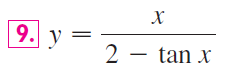 9. y = x / (2 − tan x)